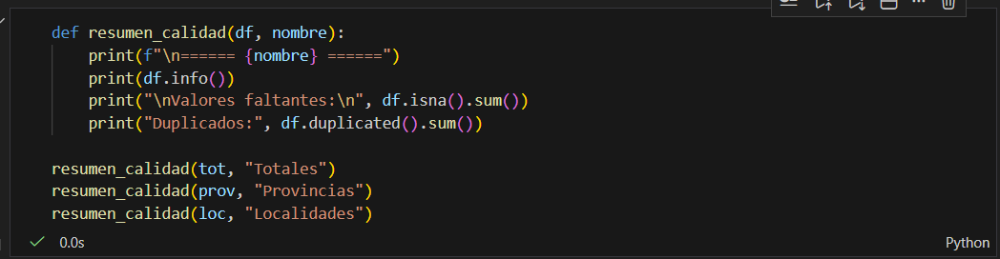 def resumen_calidad(df, nombre):
    print(f"\n====== {nombre} ======")
    print(df.info())
    print("\nValores faltantes:\n", df.isna().sum())
    print("Duplicados:", df.duplicated().sum())
resumen_calidad(tot, "Totales")
resumen_calidad(prov, "Provincias")
resumen_calidad(loc, "Localidades")
0.0s
Python